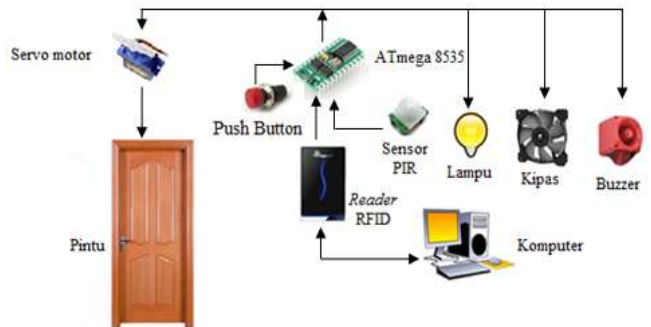 Servo motor
ATmega 8535
Push Button
Sensor
PIR
Lampu
Kipas
Buzzer
Reader
RFID
Pintu
Komputer